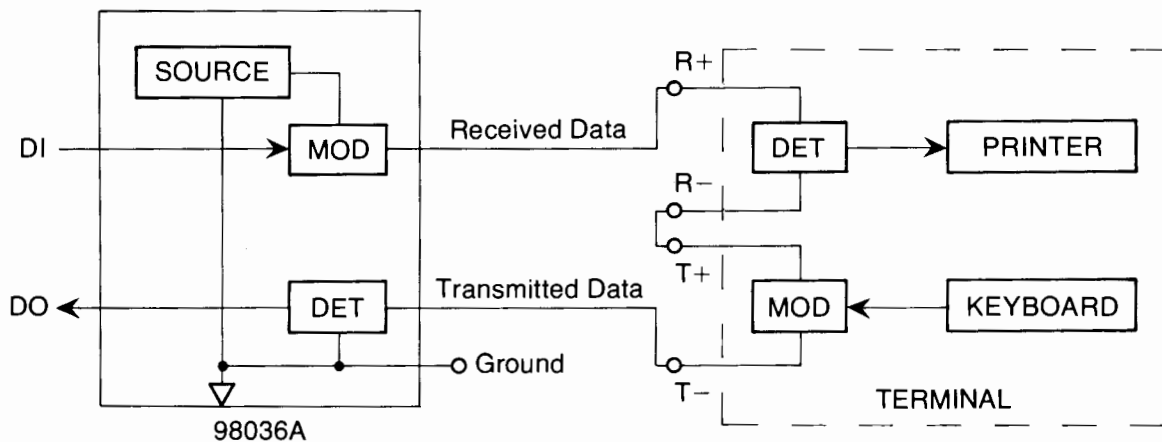 SOURCE
R+
DI
MOD
Received Data
DET
PRINTER
R−
T+
DO
DET
Transmitted Data
MOD
KEYBOARD
Ground
T−
TERMINAL
98036A